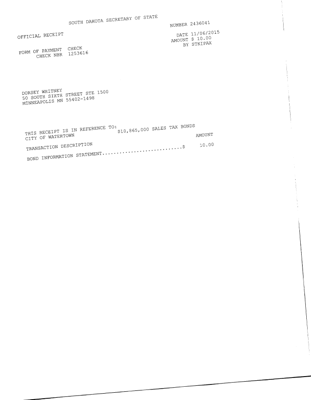 SOUTH DAKOTA SECRETARY OF STATE
OFFICIAL RECEIPT
NUMBER 2436041
DATE 11/06/2015
AMOUNT $ 10.00
BY STRIPAK
FORM OF PAYMENT CHECK
CHECK NBR 1203414
DORSEY WHITNEY
50 SOUTH SIXTH STREET STE 1500
MINNEAPOLIS MN 55402-1498
THIS RECEIPT IS IN REFERENCE TO:
CITY OF WATERTOWN $10,845,000 SALES TAX BONDS
TRANSACTION DESCRIPTION AMOUNT
BOND INFORMATION STATEMENT...........................$ 10.00